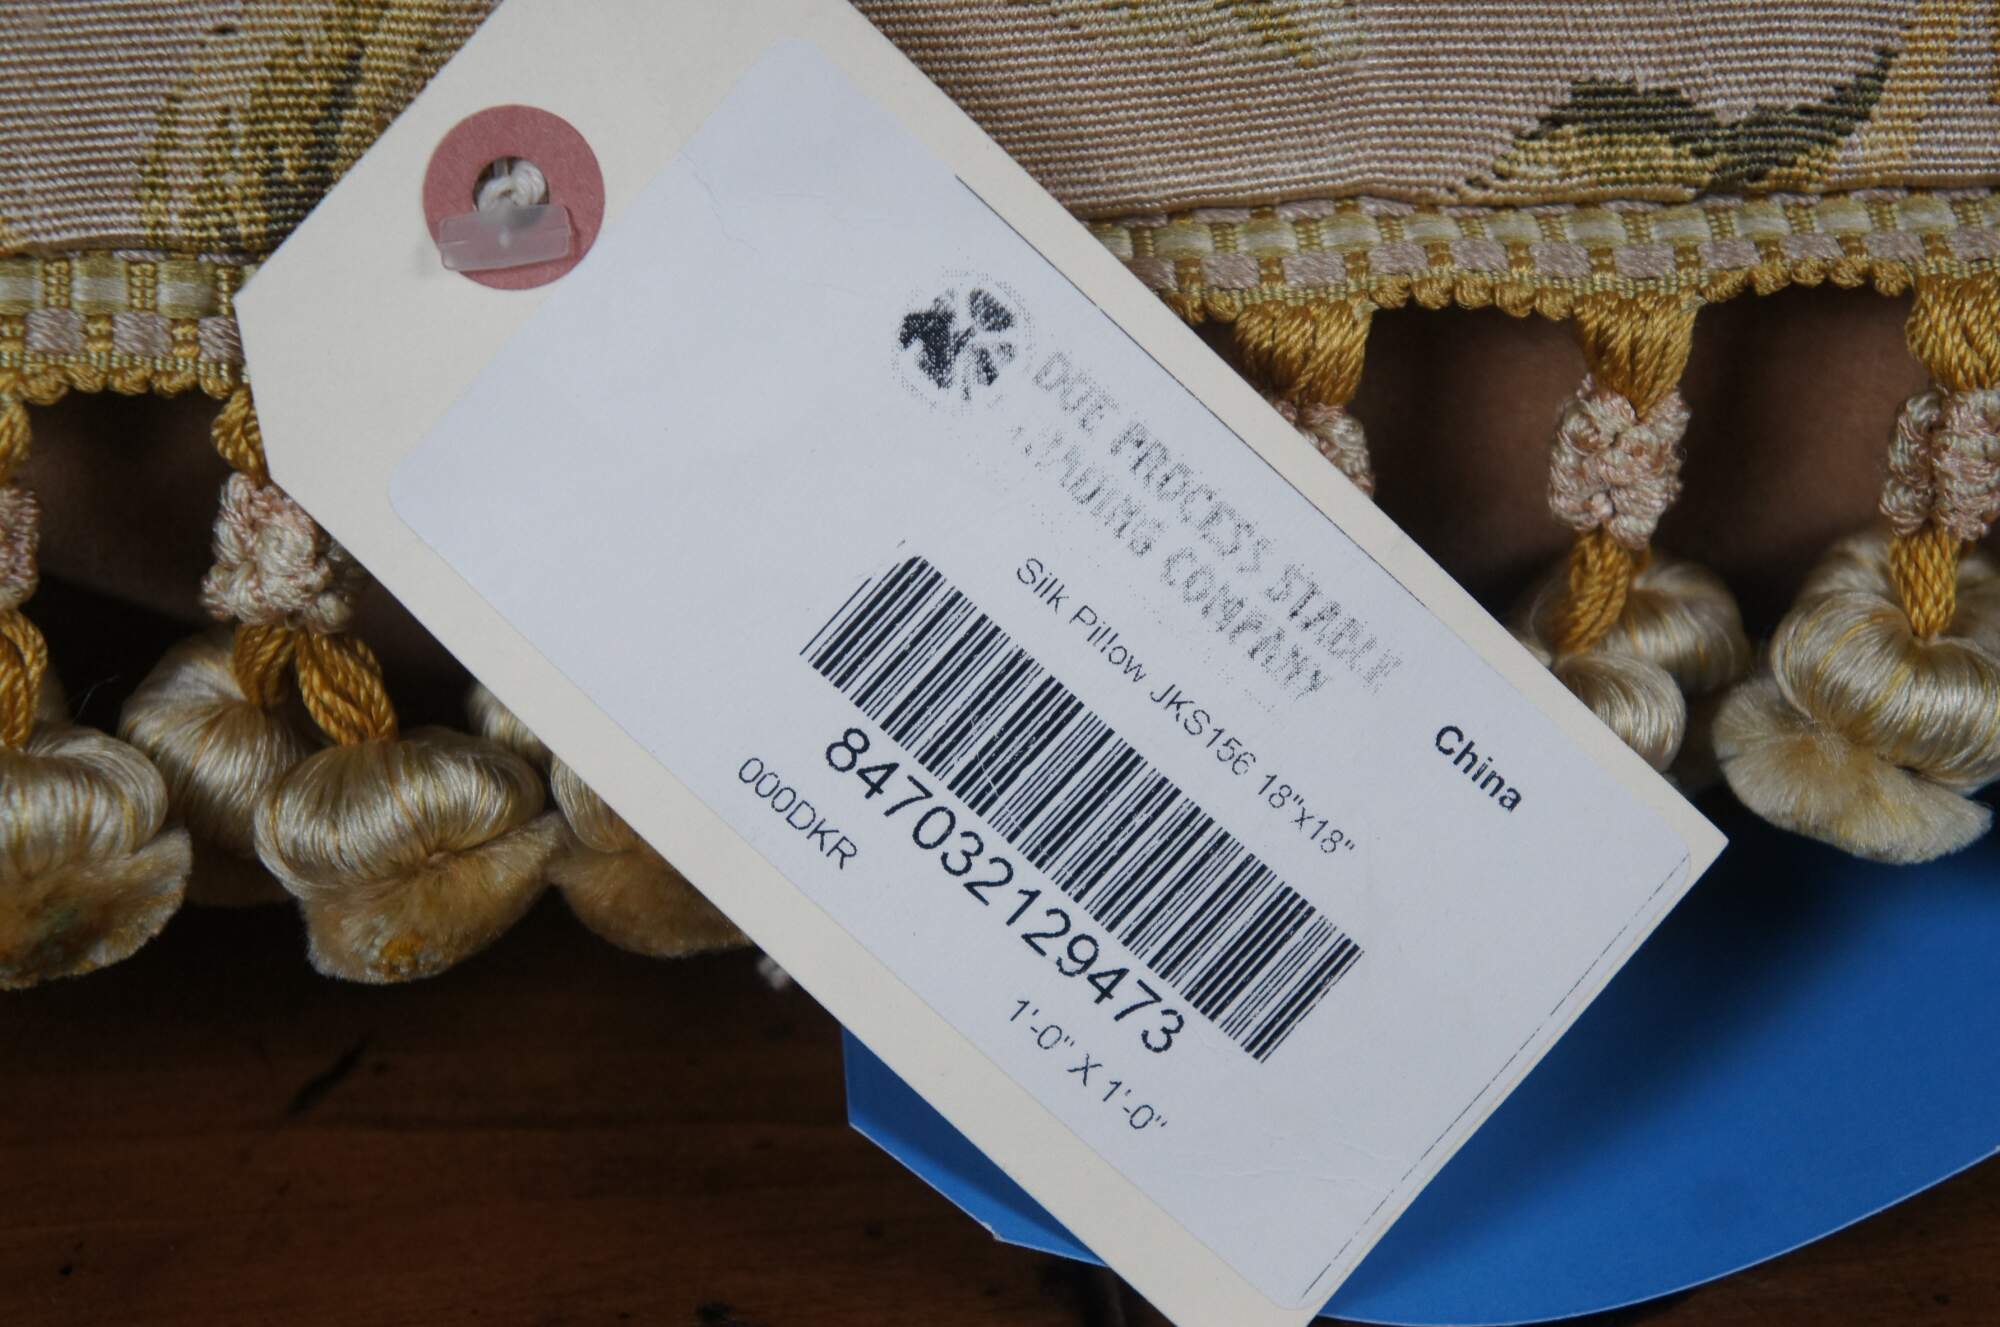 DUE PROCESS STABLE
TRADING COMPANY
China
Silk Pillow JKS156 18"x18"
847032129473
000DKR
1'-0" X 1'-0"